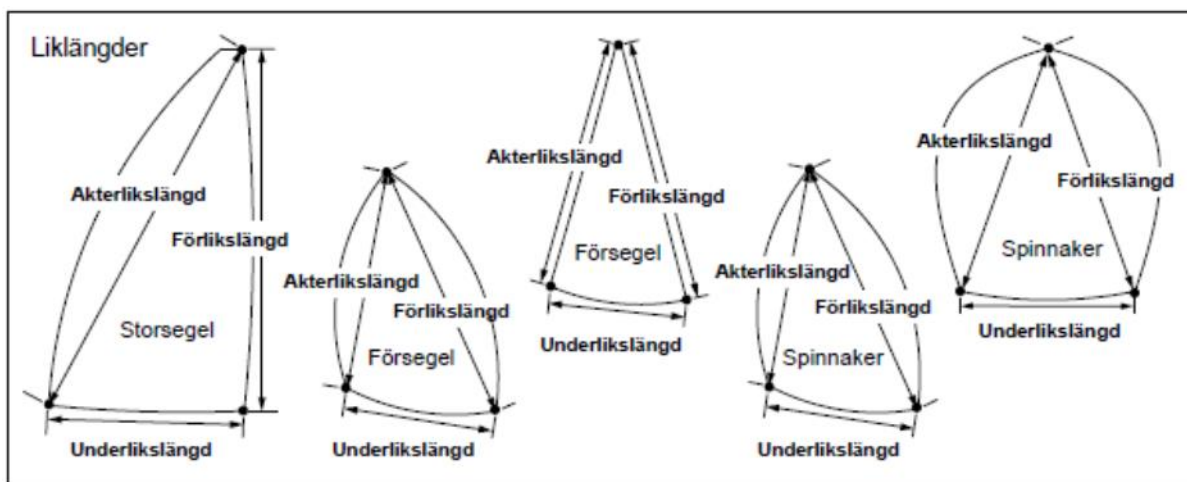 Liklängder
Akterlikslängd
Förlikslängd
Storsegel
Underlikslängd
Akterlikslängd
Förlikslängd
Försegel
Underlikslängd
Akterlikslängd
Förlikslängd
Försegel
Underlikslängd
Akterlikslängd
Förlikslängd
Spinnaker
Underlikslängd
Akterlikslängd
Förlikslängd
Spinnaker
Underlikslängd